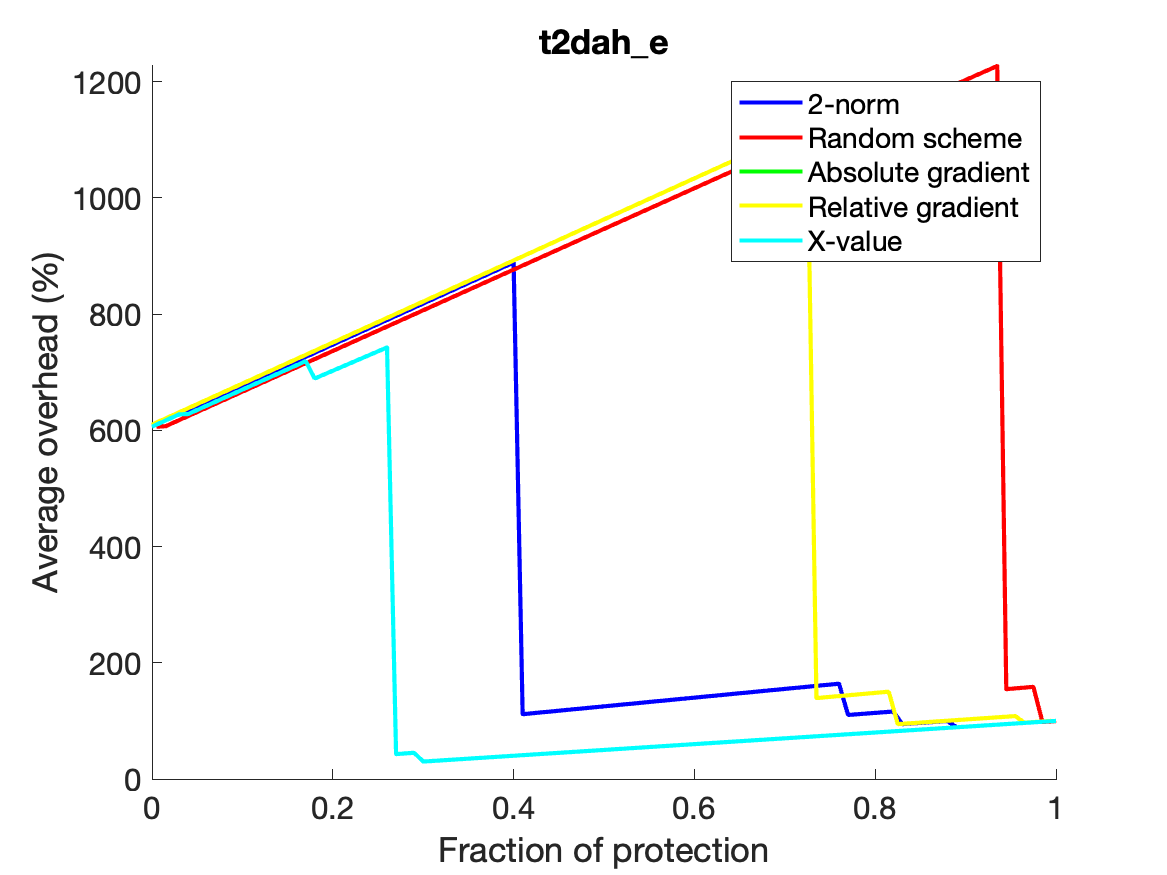 t2dah_e
1200
1000
800
600
400
200
0
Average overhead (%)
2-norm
Random scheme
Absolute gradient
Relative gradient
X-value
0 0.2 0.4 0.6 0.8 1
Fraction of protection